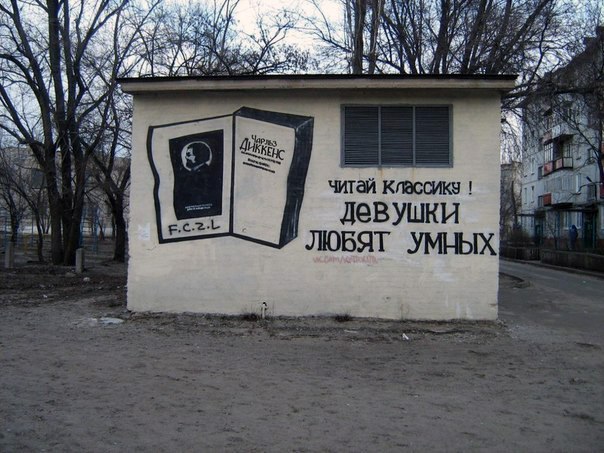 Чарльз
Диккенс
F.C.Z.L
читай классику !
девушки
любят умных